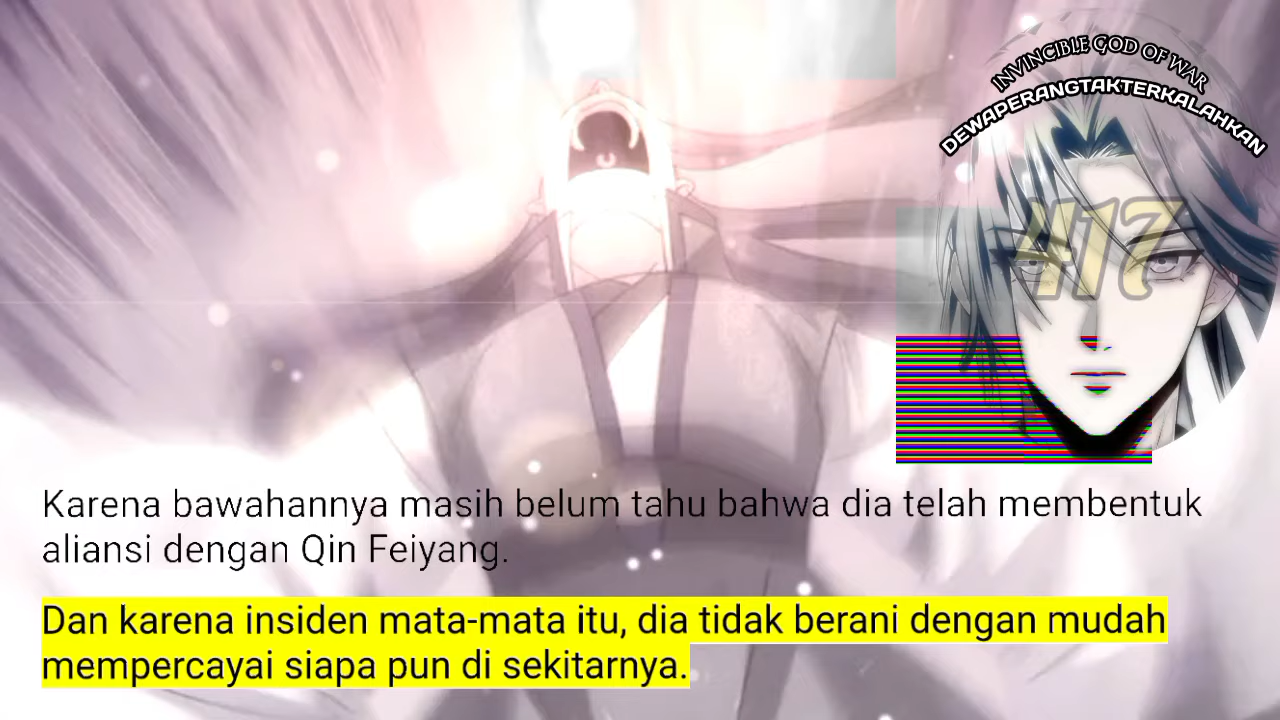 INVINCIBLE GOD OF WAR
DEWAPERANGTAKTERKALAHKAN
417
Karena bawahannya masih belum tahu bahwa dia telah membentuk
aliansi dengan Qin Feiyang.
Dan karena insiden mata-mata itu, dia tidak berani dengan mudah
mempercayai siapa pun di sekitarnya.